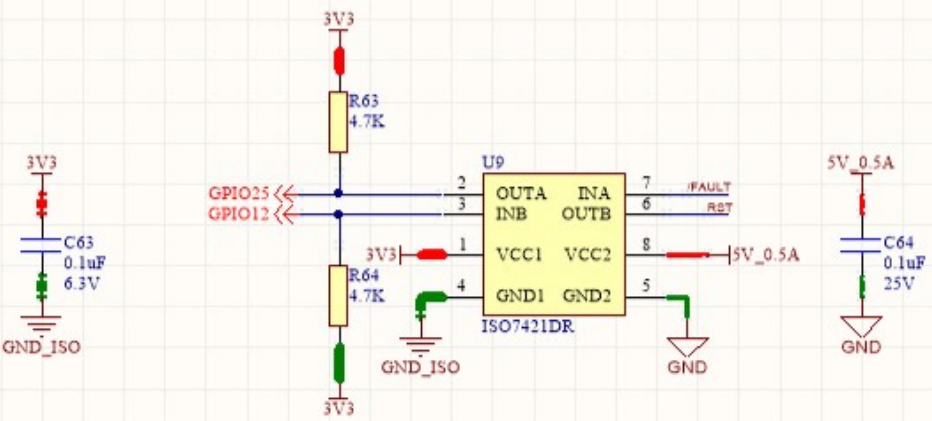 3V3
R63
4.7K
3V3
C63
0.1uF
6.3V
GND_ISO
GPIO25
GPIO12
R64
4.7K
3V3
U9
2 OUTA INA 7 /FAULT
3 INB OUTB 6 RST
3V3 1 VCC1 VCC2 8 5V_0.5A
4 GND1 GND2 5
ISO7421DR
GND_ISO
GND
5V_0.5A
C64
0.1uF
25V
GND